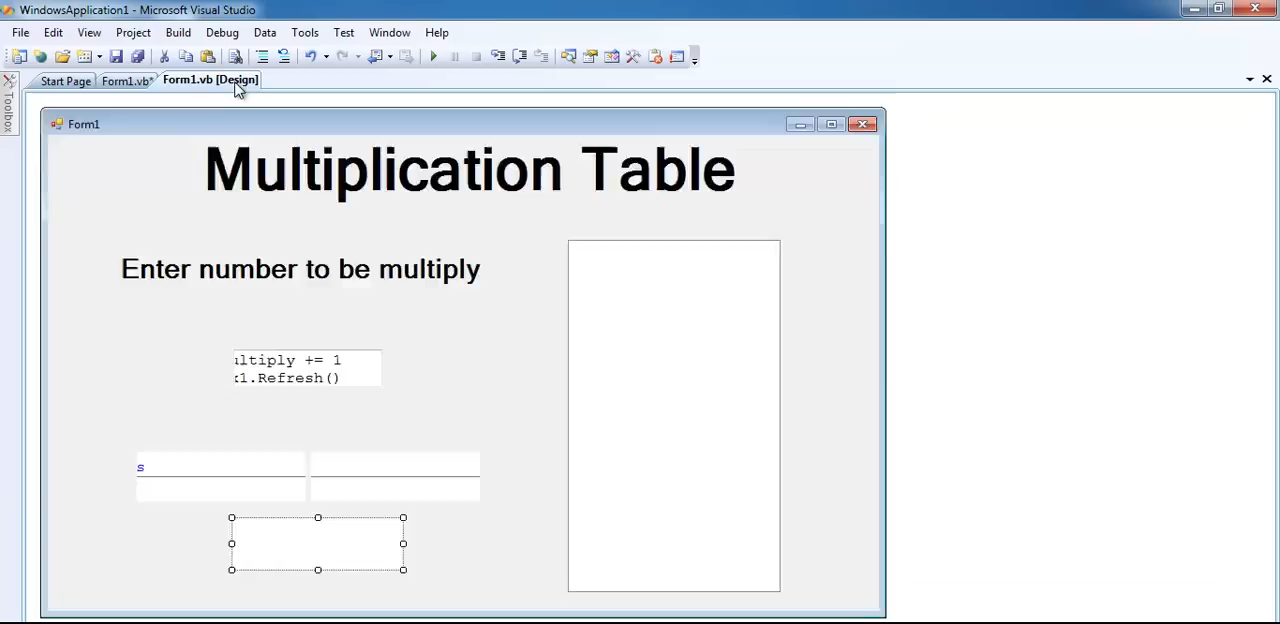 WindowsApplication1 - Microsoft Visual Studio
File Edit View Project Build Debug Data Tools Test Window Help
Start Page Form1.vb* Form1.vb [Design]
Toolbox
Form1
Multiplication Table
Enter number to be multiply
ultiply += 1
x1.Refresh()
s